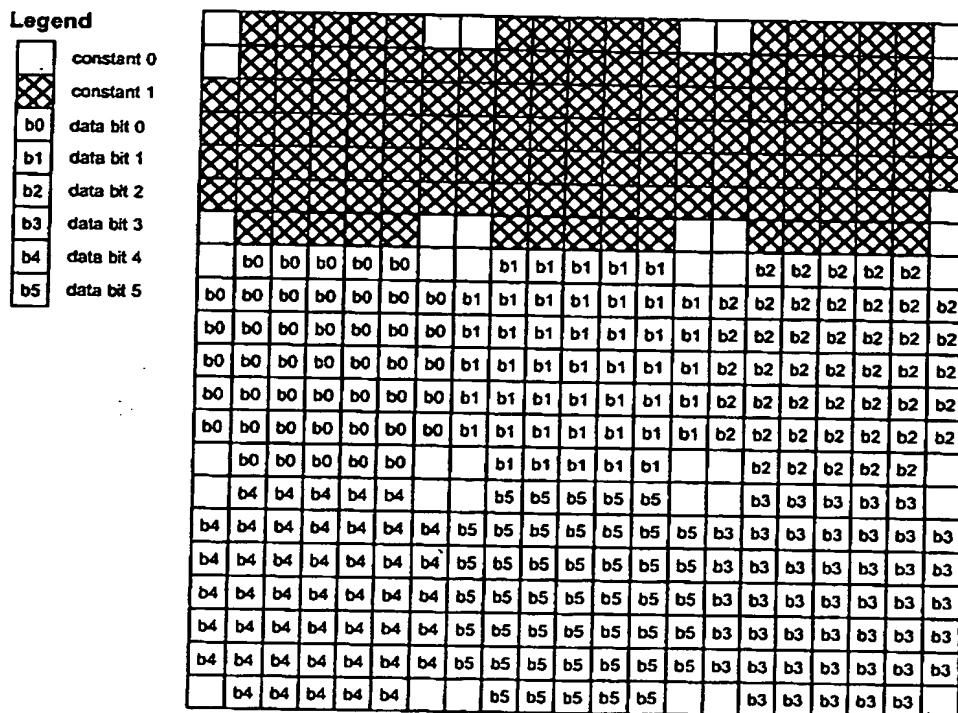 Legend
constant 0
constant 1
b0 data bit 0
b1 data bit 1
b2 data bit 2
b3 data bit 3
b4 data bit 4
b5 data bit 5
b0 b0 b0 b0 b0 b1 b1 b1 b1 b1 b2 b2 b2 b2 b2
b0 b0 b0 b0 b0 b0 b0 b1 b1 b1 b1 b1 b1 b1 b2 b2 b2 b2 b2 b2 b2
b0 b0 b0 b0 b0 b0 b0 b1 b1 b1 b1 b1 b1 b1 b2 b2 b2 b2 b2 b2 b2
b0 b0 b0 b0 b0 b0 b0 b1 b1 b1 b1 b1 b1 b1 b2 b2 b2 b2 b2 b2 b2
b0 b0 b0 b0 b0 b0 b0 b1 b1 b1 b1 b1 b1 b1 b2 b2 b2 b2 b2 b2 b2
b0 b0 b0 b0 b0 b0 b0 b1 b1 b1 b1 b1 b1 b1 b2 b2 b2 b2 b2 b2 b2
b0 b0 b0 b0 b0 b1 b1 b1 b1 b1 b2 b2 b2 b2 b2
b4 b4 b4 b4 b4 b5 b5 b5 b5 b5 b3 b3 b3 b3 b3
b4 b4 b4 b4 b4 b4 b4 b5 b5 b5 b5 b5 b5 b5 b3 b3 b3 b3 b3 b3 b3
b4 b4 b4 b4 b4 b4 b4 b5 b5 b5 b5 b5 b5 b5 b3 b3 b3 b3 b3 b3 b3
b4 b4 b4 b4 b4 b4 b4 b5 b5 b5 b5 b5 b5 b5 b3 b3 b3 b3 b3 b3 b3
b4 b4 b4 b4 b4 b4 b4 b5 b5 b5 b5 b5 b5 b5 b3 b3 b3 b3 b3 b3 b3
b4 b4 b4 b4 b4 b4 b4 b5 b5 b5 b5 b5 b5 b5 b3 b3 b3 b3 b3 b3 b3
b4 b4 b4 b4 b4 b5 b5 b5 b5 b5 b3 b3 b3 b3 b3